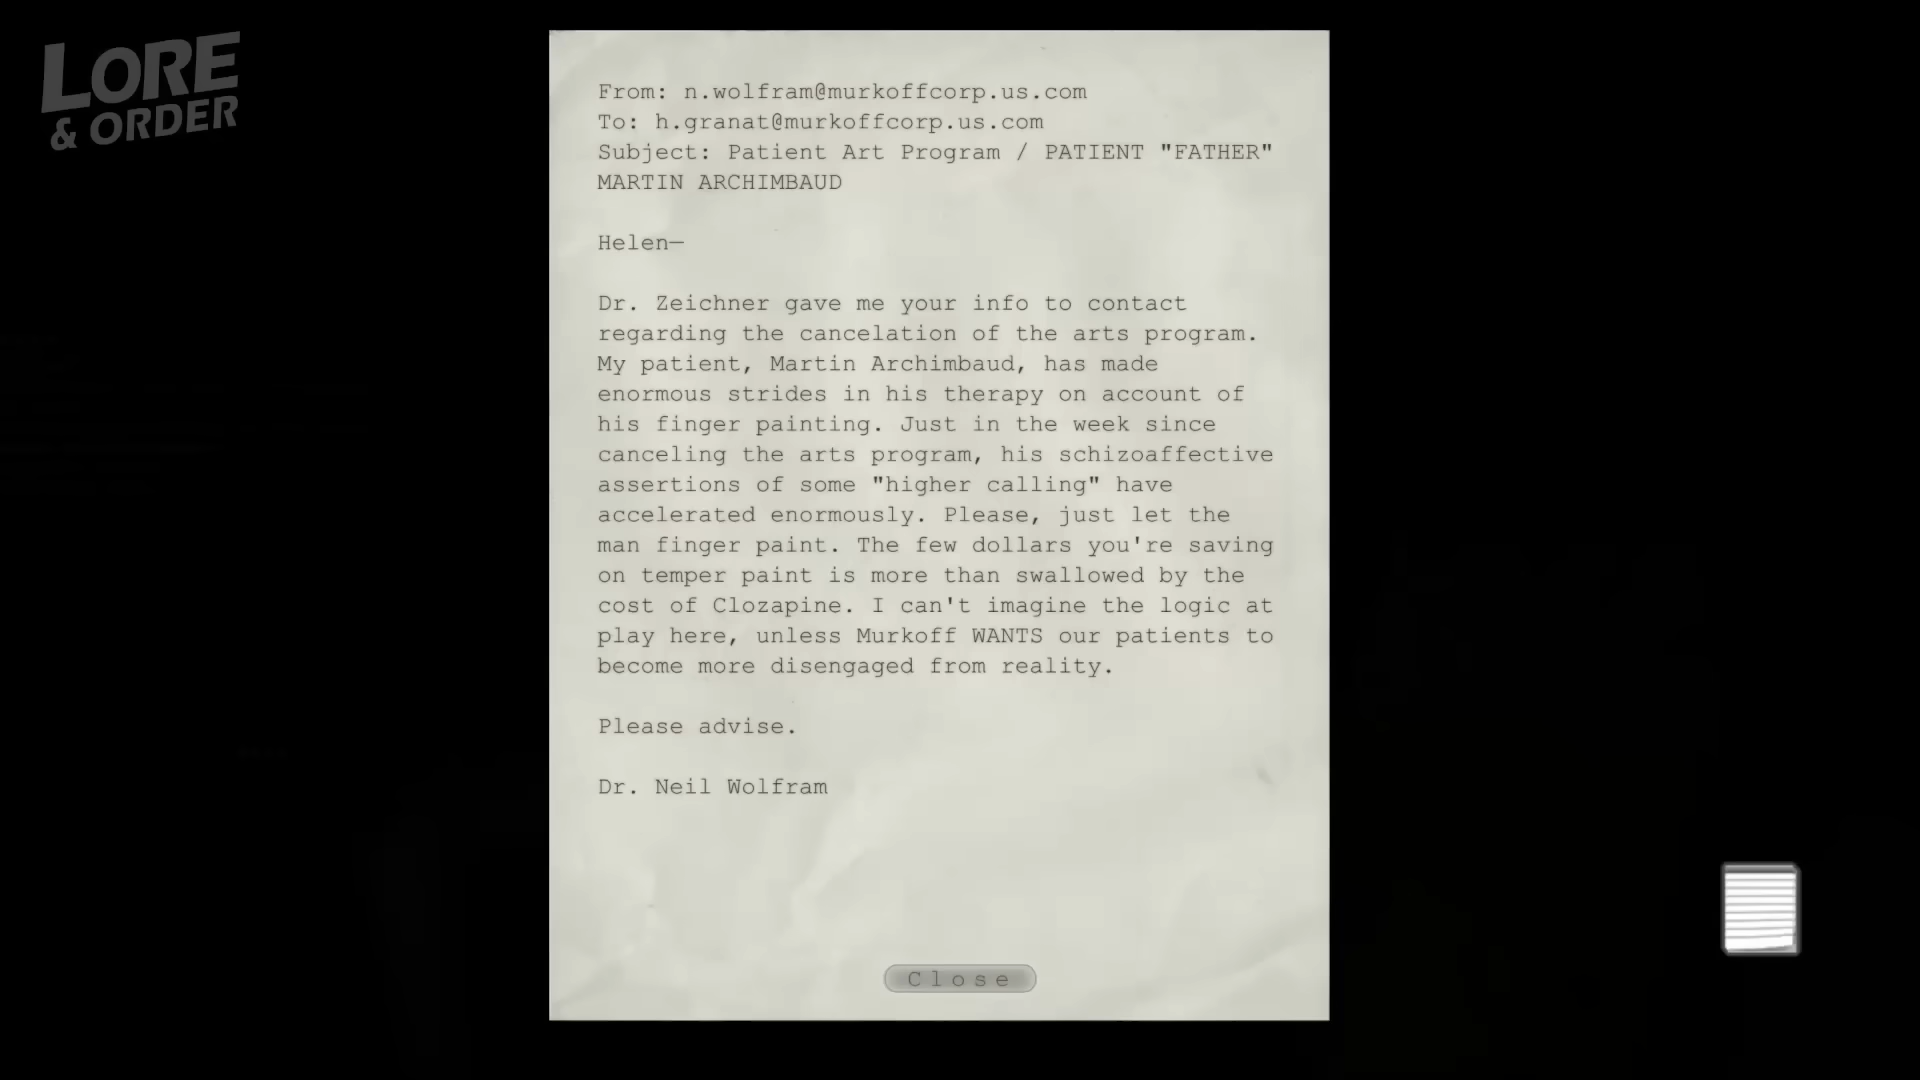 LORE
& ORDER
From: n.wolfram@murkoffcorp.us.com
To: h.granat@murkoffcorp.us.com
Subject: Patient Art Program / PATIENT "FATHER"
MARTIN ARCHIMBAUD
Helen—
Dr. Zeichner gave me your info to contact
regarding the cancelation of the arts program.
My patient, Martin Archimbaud, has made
enormous strides in his therapy on account of
his finger painting. Just in the week since
canceling the arts program, his schizoaffective
assertions of some "higher calling" have
accelerated enormously. Please, just let the
man finger paint. The few dollars you're saving
on temper paint is more than swallowed by the
cost of Clozapine. I can't imagine the logic at
play here, unless Murkoff WANTS our patients to
become more disengaged from reality.
Please advise.
Dr. Neil Wolfram
Close